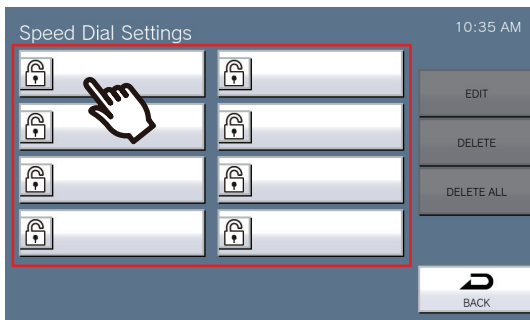 Speed Dial Settings
10:35 AM
EDIT
DELETE
DELETE ALL
BACK